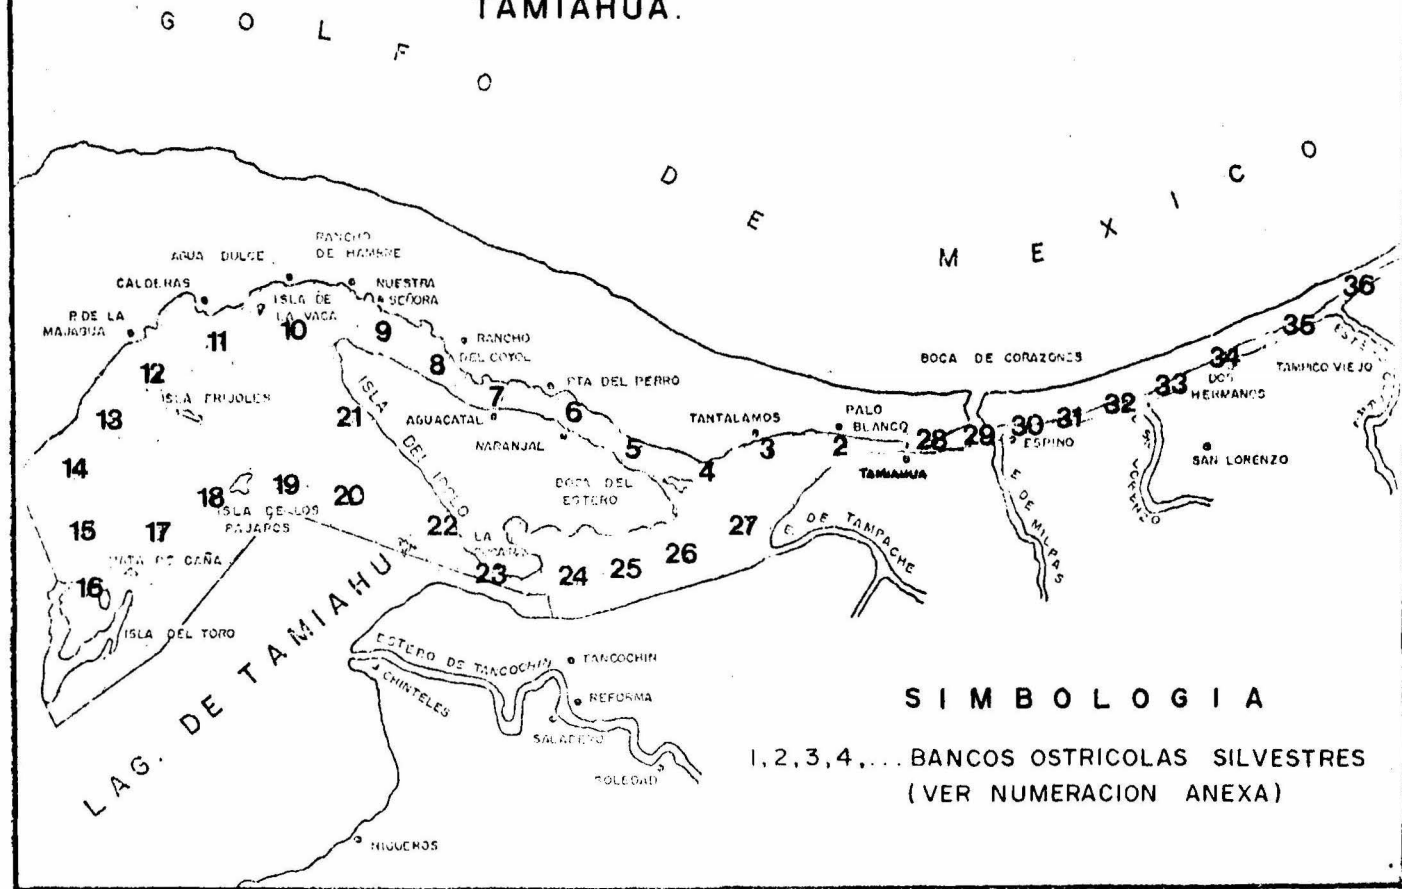 TAMIAHUA.
GOLFO DE MEXICO
RANCHO DE HAMBRE
AGUA DULCE
CALDERAS
NUESTRA SEÑORA
ISLA DE LA VACA
P. DE LA MAJAGUA
36
35
11
10
9
RANCHO DEL COYOL
BOCA DE CORAZONES
34
8
12
ISLA FRIJOLES
PTA DEL PERRO
DOS HERMANOS
33
TAMPICO VIEJO
ESTERO
7
6
AGUACATAL
32
31
30
29
28
13
21
ISLA DEL IDOLO
NARANJAL
TANTALAMOS
PALO BLANCO
5
4
3
2
TAMIAHUA
ESPINO
SAN LORENZO
14
18
19
20
BOCA DEL ESTERO
ISLA DE LOS PAJAROS
15
17
22
LA
27
E. DE TAMPACHE
E. DE MILPAS
MATA DE CAÑA
16
23
24
25
26
ISLA DEL TORO
LAG. DE TAMIAHU
ESTERO DE TANCOCHIN
TANCOCHIN
CHINTELES
REFORMA
SALADERO
SOLEDAD
HIGUEROS
SIMBOLOGIA
1,2,3,4,... BANCOS OSTRICOLAS SILVESTRES
(VER NUMERACION ANEXA)